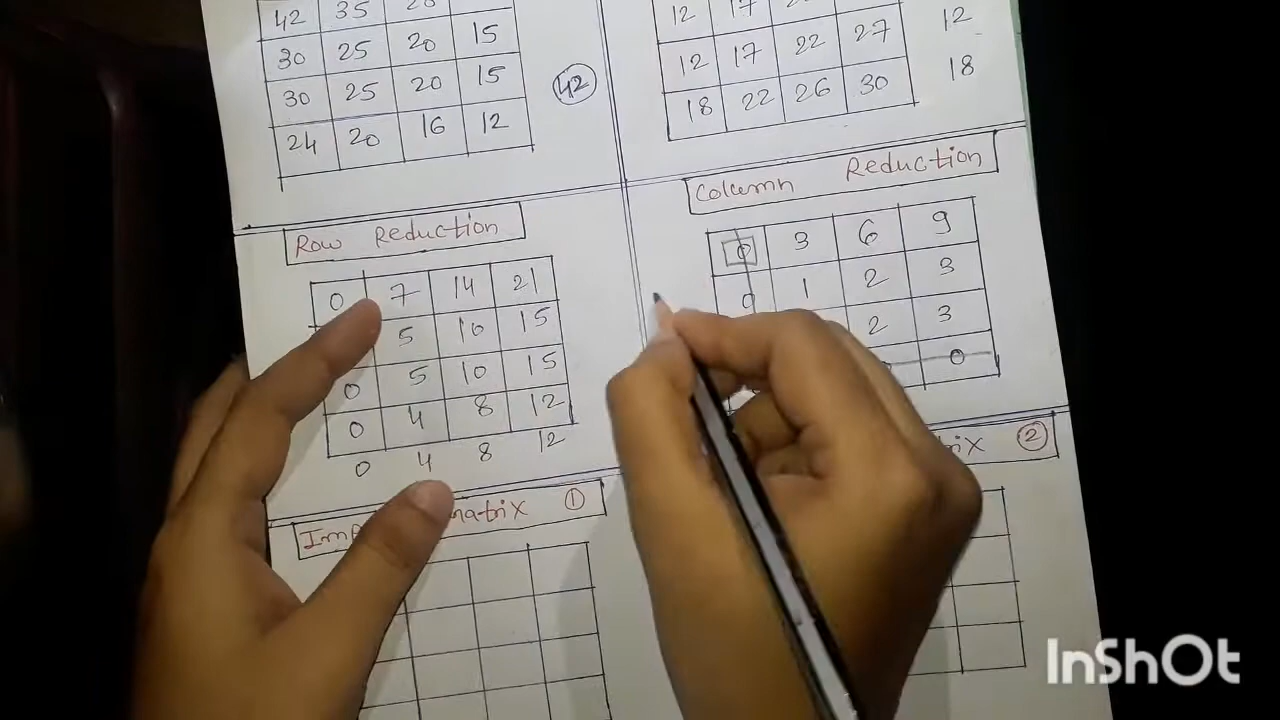 42 35
30 25 20 15
30 25 20 15
24 20 16 12
42
12 17
12 17 22 27
18 22 26 30
12
18
Row Reduction
0 7 14 21
5 10 15
0 5 10 15
0 4 8 12
0 4 8 12
Column Reduction
0 3 6 9
0 1 2 3
2 3
0
matrix 1
2
InShOt